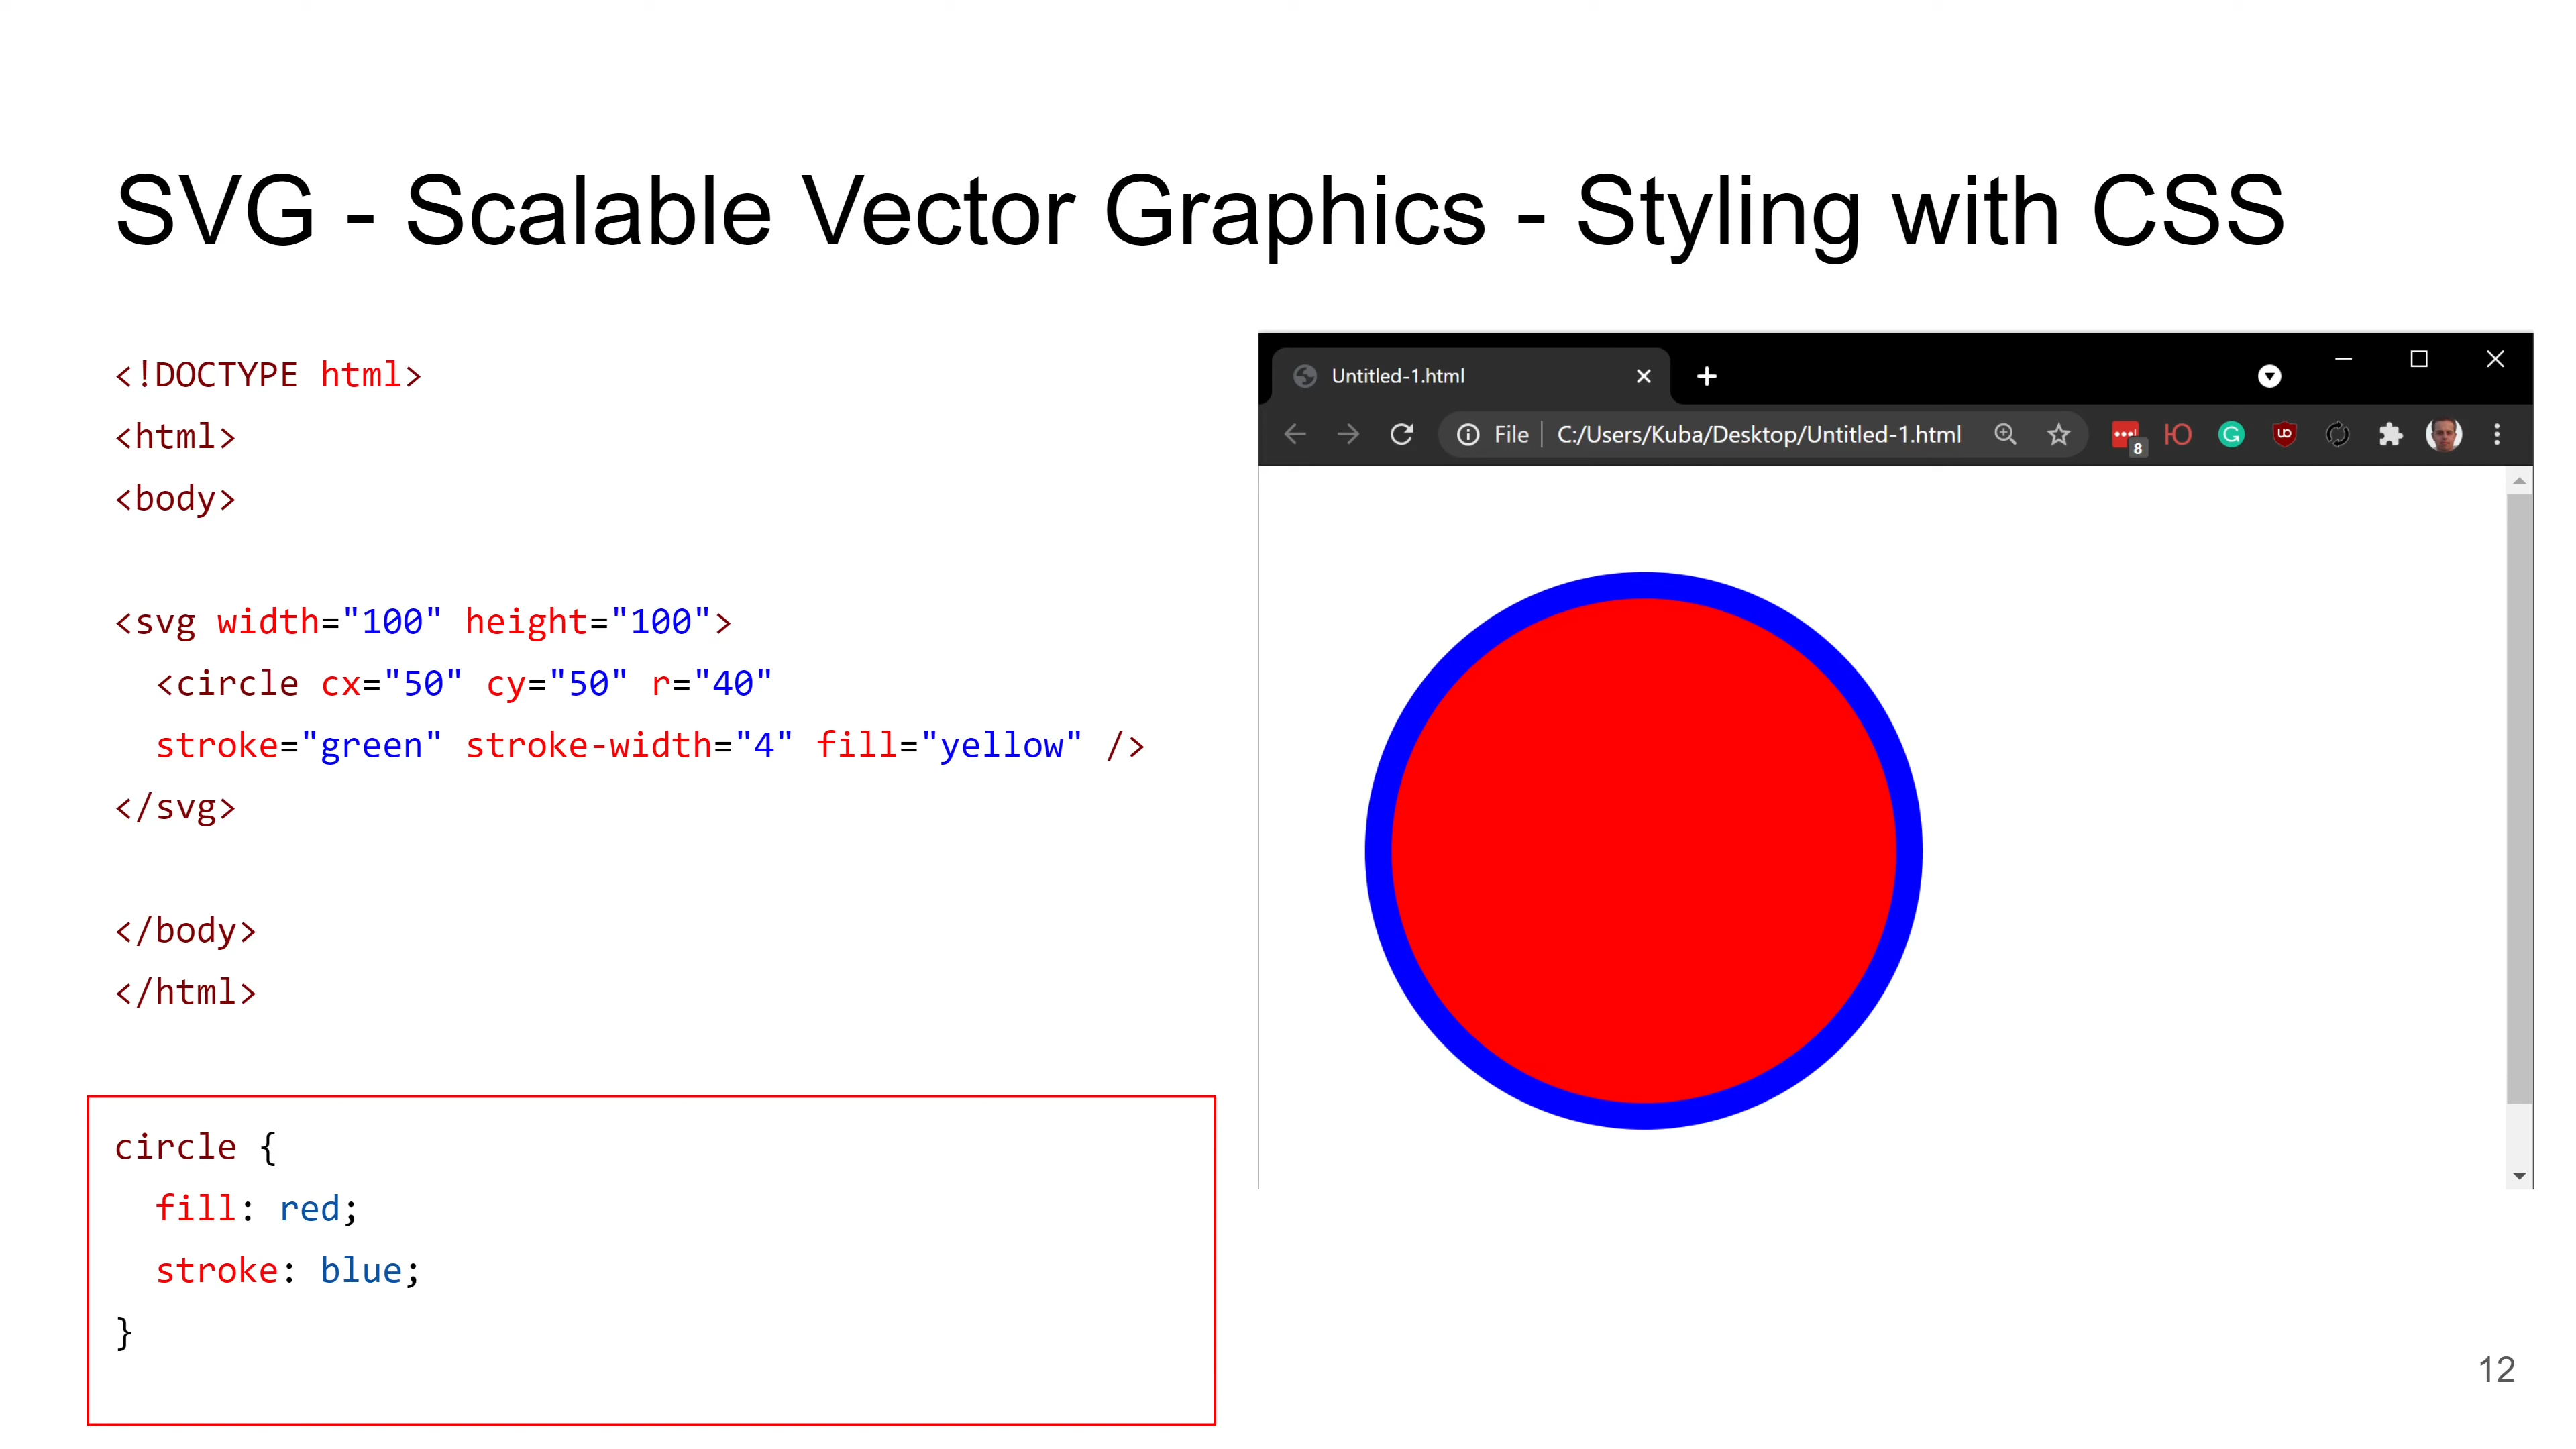 SVG - Scalable Vector Graphics - Styling with CSS
<!DOCTYPE html>
<html>
<body>
<svg width="100" height="100">
  <circle cx="50" cy="50" r="40"
  stroke="green" stroke-width="4" fill="yellow" />
</svg>
</body>
</html>
circle {
  fill: red;
  stroke: blue;
}
Untitled-1.html
File C:/Users/Kuba/Desktop/Untitled-1.html
8 Ю G UO
12